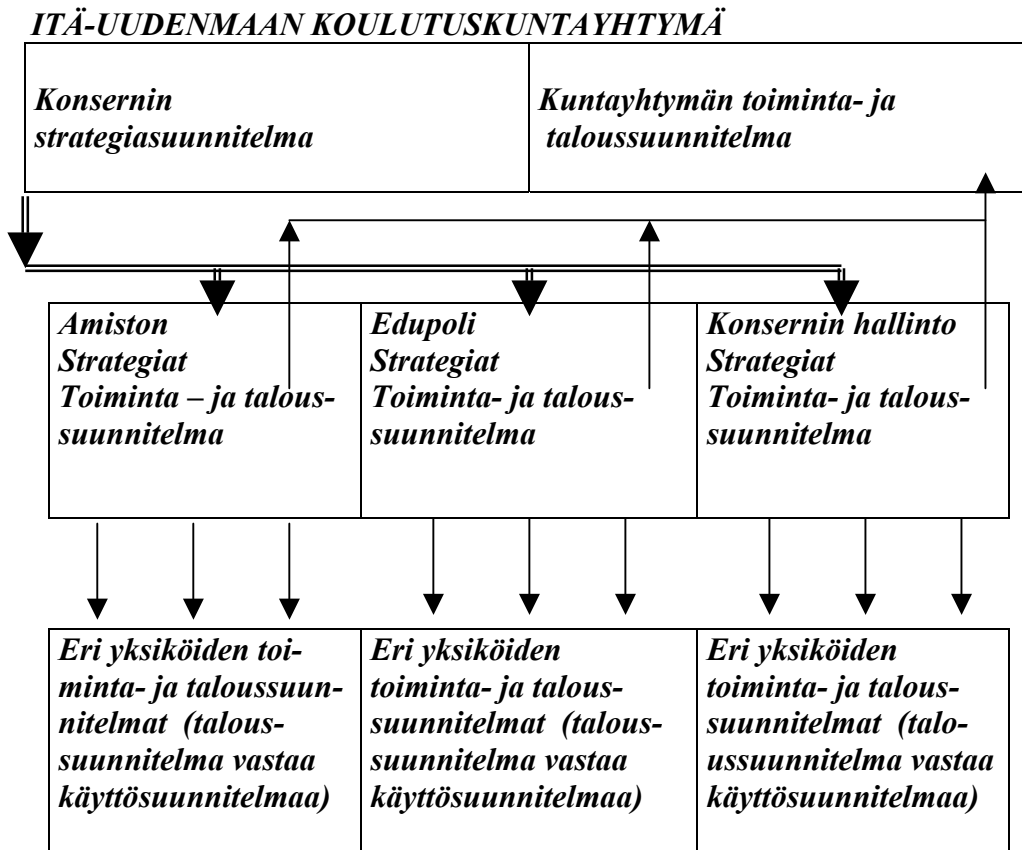 ITÄ-UUDENMAAN KOULUTUSKUNTAYHTYMÄ
Konsernin
strategiasuunnitelma
Kuntayhtymän toiminta- ja
taloussuunnitelma
Amiston
Strategiat
Toiminta – ja talous-
suunnitelma
Edupoli
Strategiat
Toiminta- ja talous-
suunnitelma
Konsernin hallinto
Strategiat
Toiminta- ja talous-
suunnitelma
Eri yksiköiden toi-
minta- ja taloussuun-
nitelmat (talous-
suunnitelma vastaa
käyttösuunnitelmaa)
Eri yksiköiden
toiminta- ja talous-
suunnitelmat (talous-
suunnitelma vastaa
käyttösuunnitelmaa)
Eri yksiköiden
toiminta- ja talous-
suunnitelmat (talo-
ussuunnitelma vastaa
käyttösuunnitelmaa)